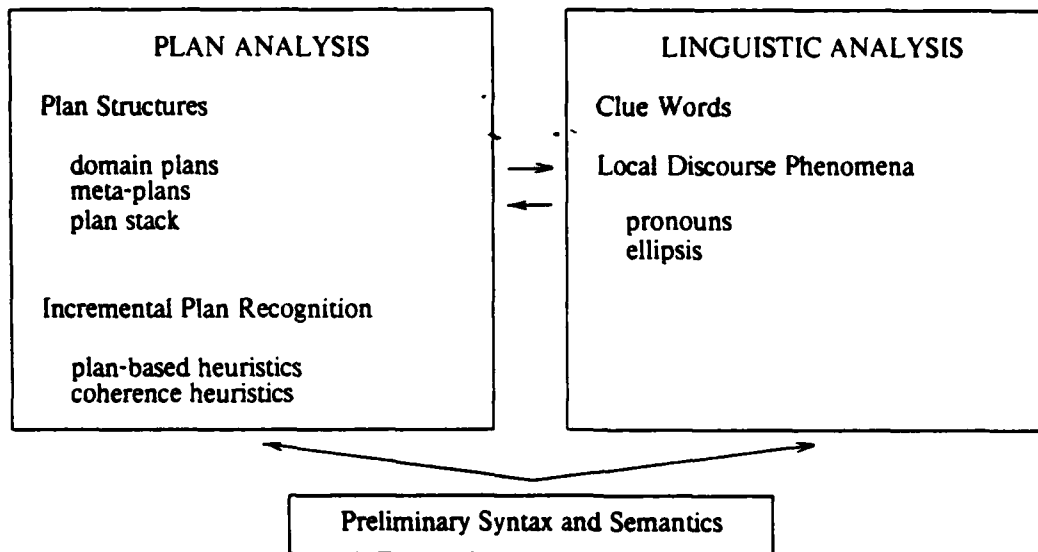 PLAN ANALYSIS
Plan Structures
domain plans
meta-plans
plan stack
Incremental Plan Recognition
plan-based heuristics
coherence heuristics
LINGUISTIC ANALYSIS
Clue Words
Local Discourse Phenomena
pronouns
ellipsis
Preliminary Syntax and Semantics